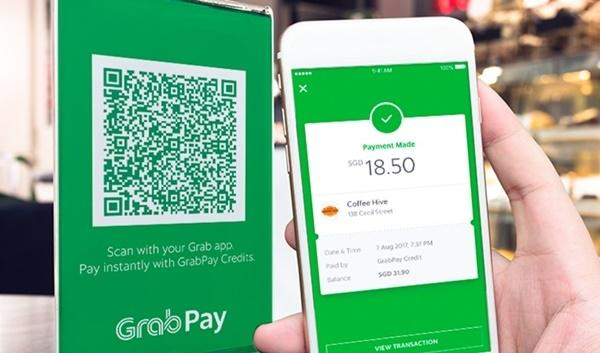 Scan with your Grab app.
Pay instantly with GrabPay Credits.
GrabPay
9:41 AM
100%
Payment Made
SGD 18.50
Coffee Hive
138 Cecil Street
Date & Time 7 Aug 2017, 7:37 PM
Paid by GrabPay Credit
Balance SGD 31.90
VIEW TRANSACTION